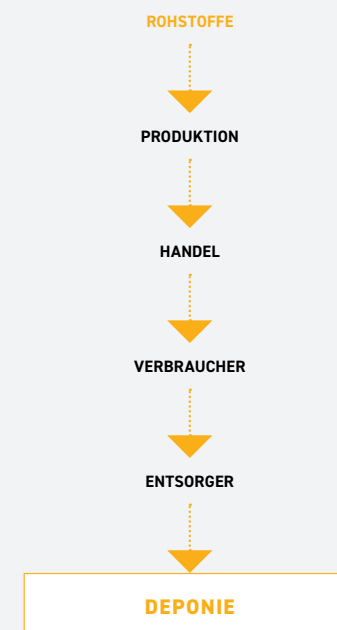 ROHSTOFFE
PRODUKTION
HANDEL
VERBRAUCHER
ENTSORGER
DEPONIE